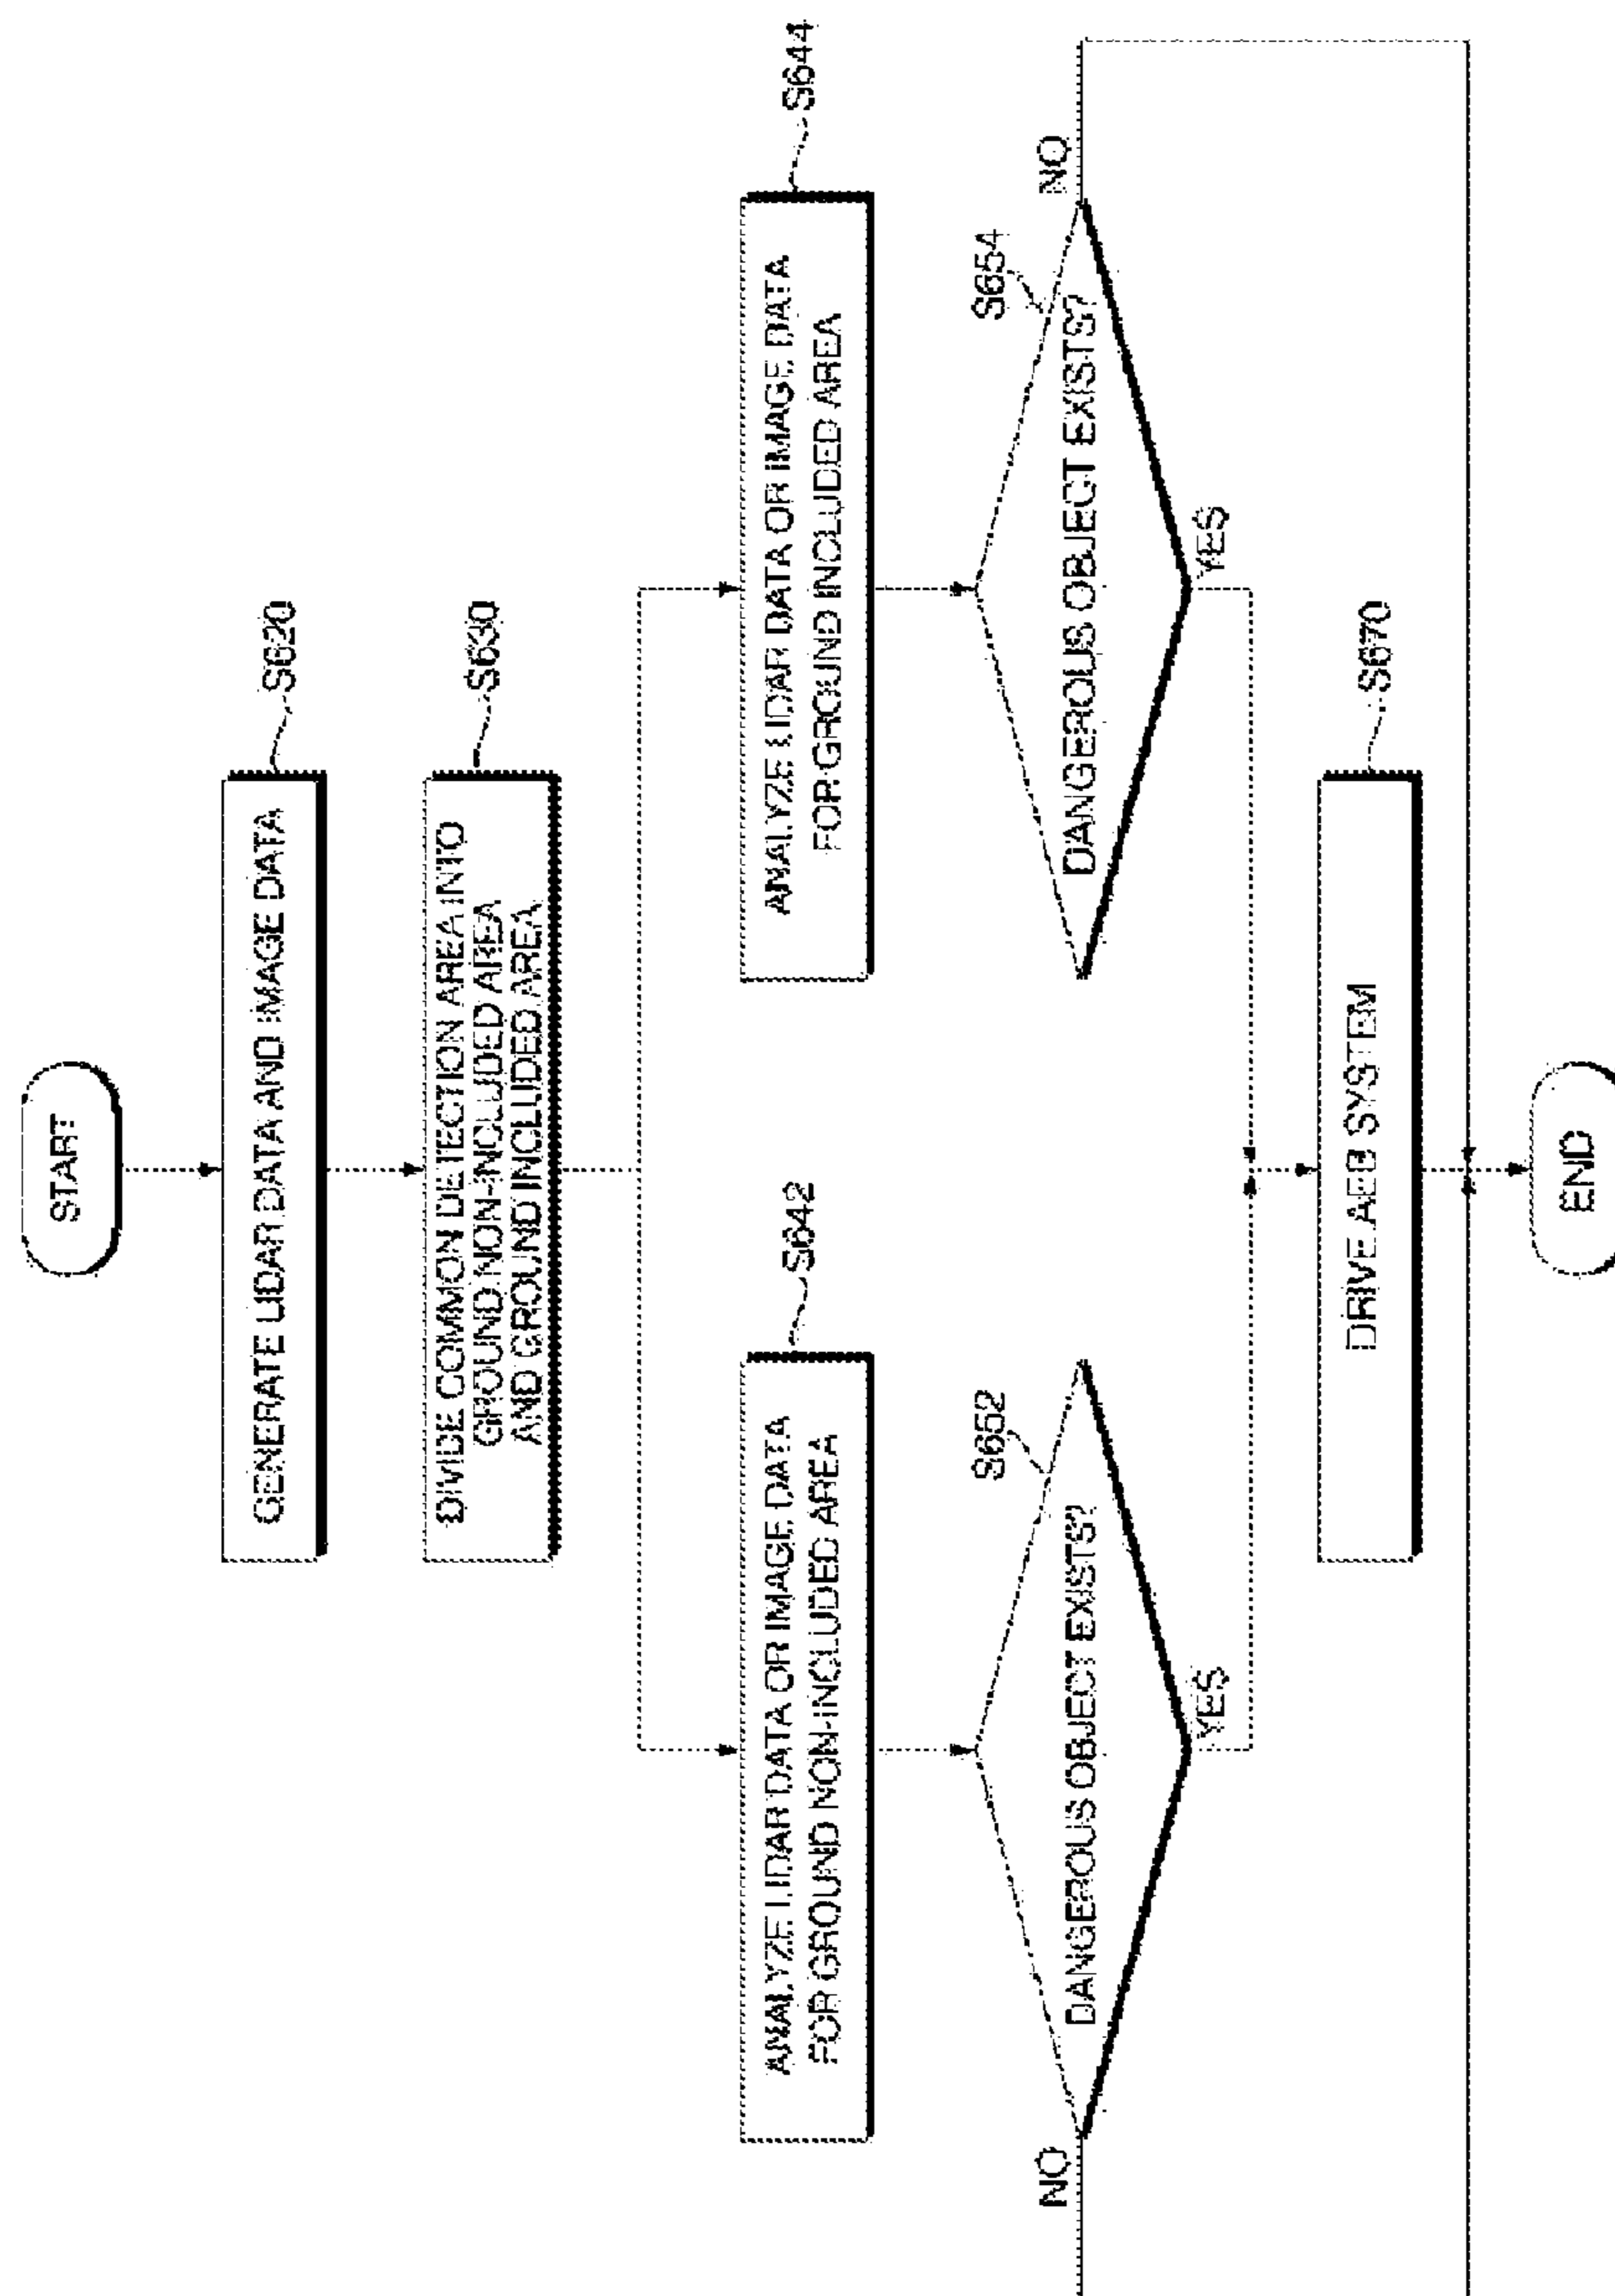 START
GENERATE LIDAR DATA AND IMAGE DATA
S620
DIVIDE COMMON DETECTION AREA INTO
GROUND NON-INCLUDED AREA
AND GROUND INCLUDED AREA
S630
ANALYZE LIDAR DATA OR IMAGE DATA
FOR GROUND NON-INCLUDED AREA
S642
ANALYZE LIDAR DATA OR IMAGE DATA
FOR GROUND INCLUDED AREA
S644
DANGEROUS OBJECT EXISTS?
S652
NO
YES
DANGEROUS OBJECT EXISTS?
S654
NO
YES
DRIVE AEB SYSTEM
S670
END